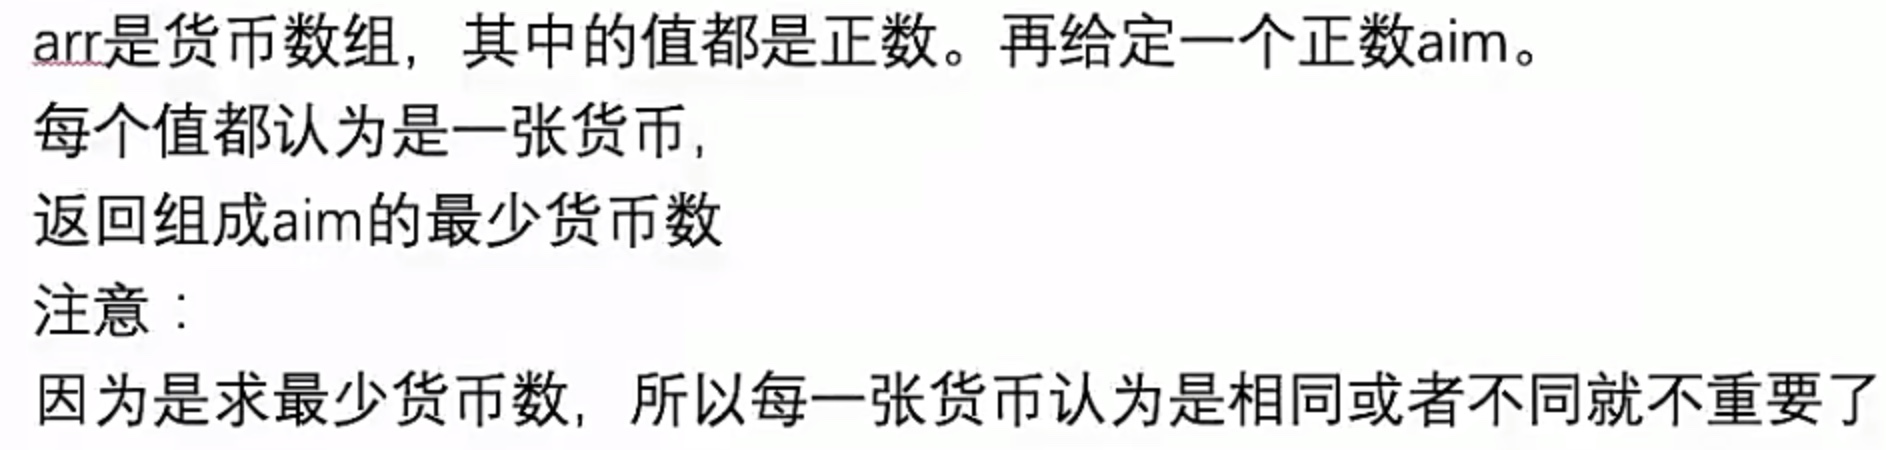 arr是货币数组，其中的值都是正数。再给定一个正数aim。
每个值都认为是一张货币，
返回组成aim的最少货币数
注意：
因为是求最少货币数，所以每一张货币认为是相同或者不同就不重要了